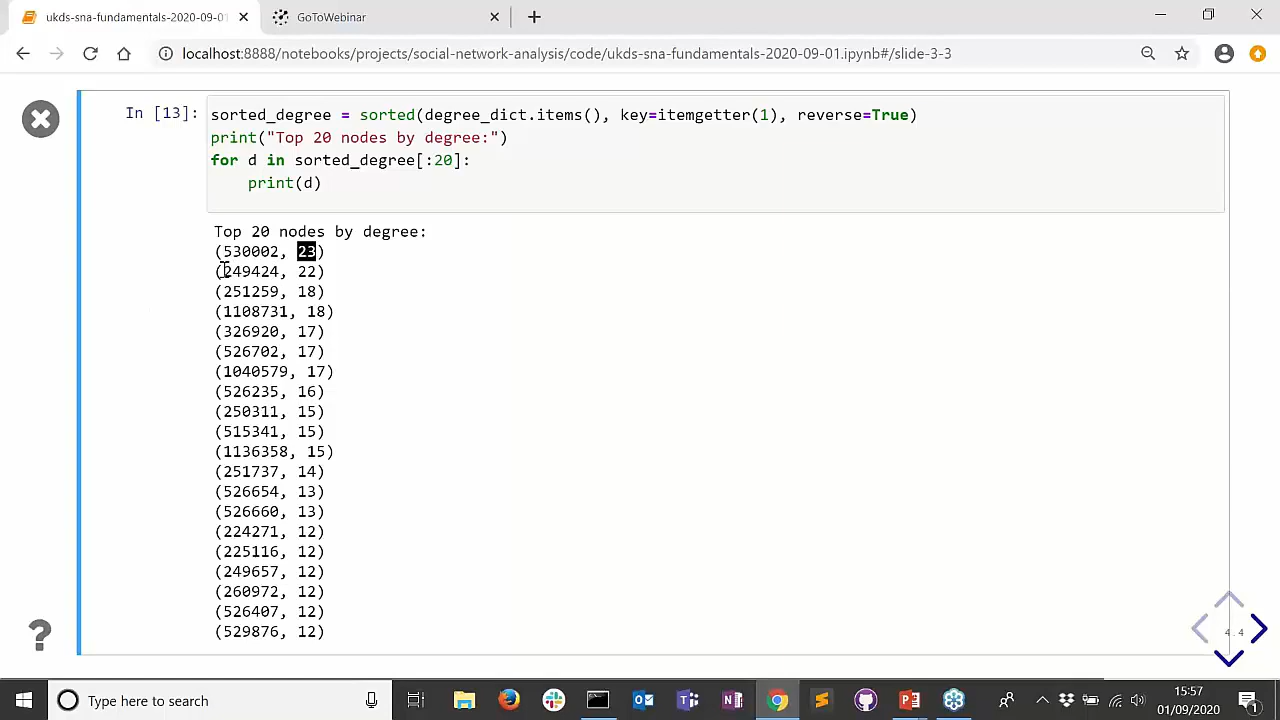 ukds-sna-fundamentals-2020-09-01
GoToWebinar
localhost:8888/notebooks/projects/social-network-analysis/code/ukds-sna-fundamentals-2020-09-01.ipynb#/slide-3-3
In [13]:
sorted_degree = sorted(degree_dict.items(), key=itemgetter(1), reverse=True)
print("Top 20 nodes by degree:")
for d in sorted_degree[:20]:
    print(d)
Top 20 nodes by degree:
(530002, 23)
(249424, 22)
(251259, 18)
(1108731, 18)
(326920, 17)
(526702, 17)
(1040579, 17)
(526235, 16)
(250311, 15)
(515341, 15)
(1136358, 15)
(251737, 14)
(526654, 13)
(526660, 13)
(224271, 12)
(225116, 12)
(249657, 12)
(260972, 12)
(526407, 12)
(529876, 12)
?
4.4
Type here to search
15:57
01/09/2020
1